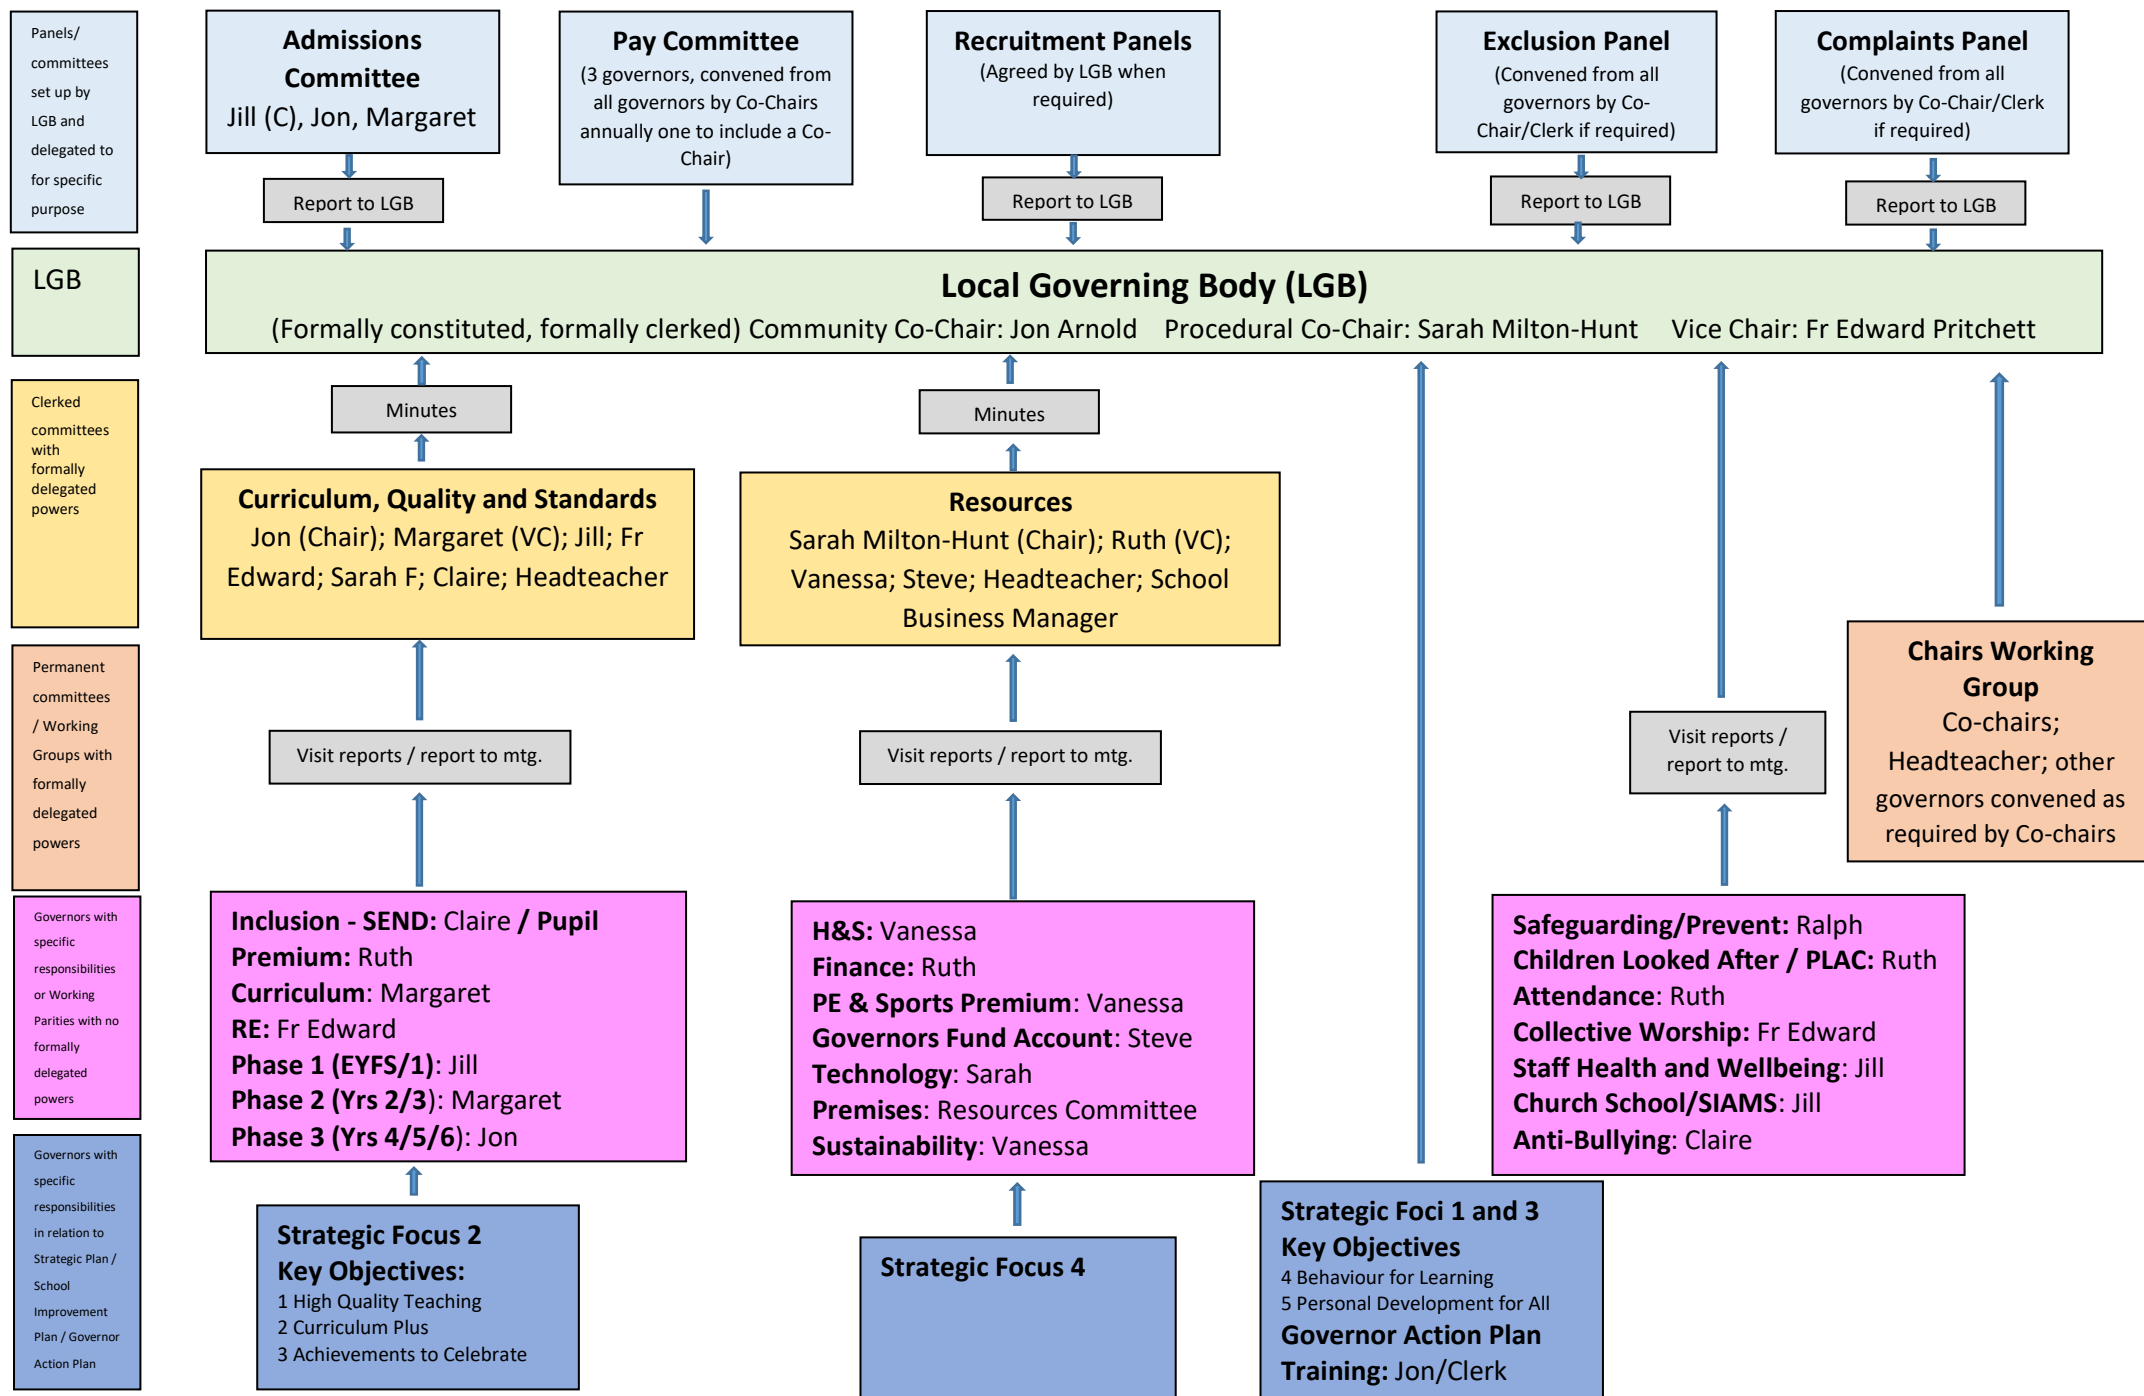 Panels/
committees
set up by
LGB and
delegated to
for specific
purpose
Admissions
Committee
Jill (C), Jon, Margaret
Pay Committee
(3 governors, convened from
all governors by Co-Chairs
annually one to include a Co-
Chair)
Recruitment Panels
(Agreed by LGB when
required)
Exclusion Panel
(Convened from all
governors by Co-
Chair/Clerk if required)
Complaints Panel
(Convened from all
governors by Co-Chair/Clerk
if required)
Report to LGB
Report to LGB
Report to LGB
Report to LGB
LGB
Local Governing Body (LGB)
(Formally constituted, formally clerked) Community Co-Chair: Jon Arnold Procedural Co-Chair: Sarah Milton-Hunt Vice Chair: Fr Edward Pritchett
Clerked
committees
with
formally
delegated
powers
Minutes
Minutes
Curriculum, Quality and Standards
Jon (Chair); Margaret (VC); Jill; Fr
Edward; Sarah F; Claire; Headteacher
Resources
Sarah Milton-Hunt (Chair); Ruth (VC);
Vanessa; Steve; Headteacher; School
Business Manager
Permanent
committees
/ Working
Groups with
formally
delegated
powers
Visit reports / report to mtg.
Visit reports / report to mtg.
Visit reports /
report to mtg.
Chairs Working
Group
Co-chairs;
Headteacher; other
governors convened as
required by Co-chairs
Governors with
specific
responsibilities
or Working
Parities with no
formally
delegated
powers
Inclusion - SEND: Claire / Pupil
Premium: Ruth
Curriculum: Margaret
RE: Fr Edward
Phase 1 (EYFS/1): Jill
Phase 2 (Yrs 2/3): Margaret
Phase 3 (Yrs 4/5/6): Jon
H&S: Vanessa
Finance: Ruth
PE & Sports Premium: Vanessa
Governors Fund Account: Steve
Technology: Sarah
Premises: Resources Committee
Sustainability: Vanessa
Safeguarding/Prevent: Ralph
Children Looked After / PLAC: Ruth
Attendance: Ruth
Collective Worship: Fr Edward
Staff Health and Wellbeing: Jill
Church School/SIAMS: Jill
Anti-Bullying: Claire
Governors with
specific
responsibilities
in relation to
Strategic Plan /
School
Improvement
Plan / Governor
Action Plan
Strategic Focus 2
Key Objectives:
1 High Quality Teaching
2 Curriculum Plus
3 Achievements to Celebrate
Strategic Focus 4
Strategic Foci 1 and 3
Key Objectives
4 Behaviour for Learning
5 Personal Development for All
Governor Action Plan
Training: Jon/Clerk